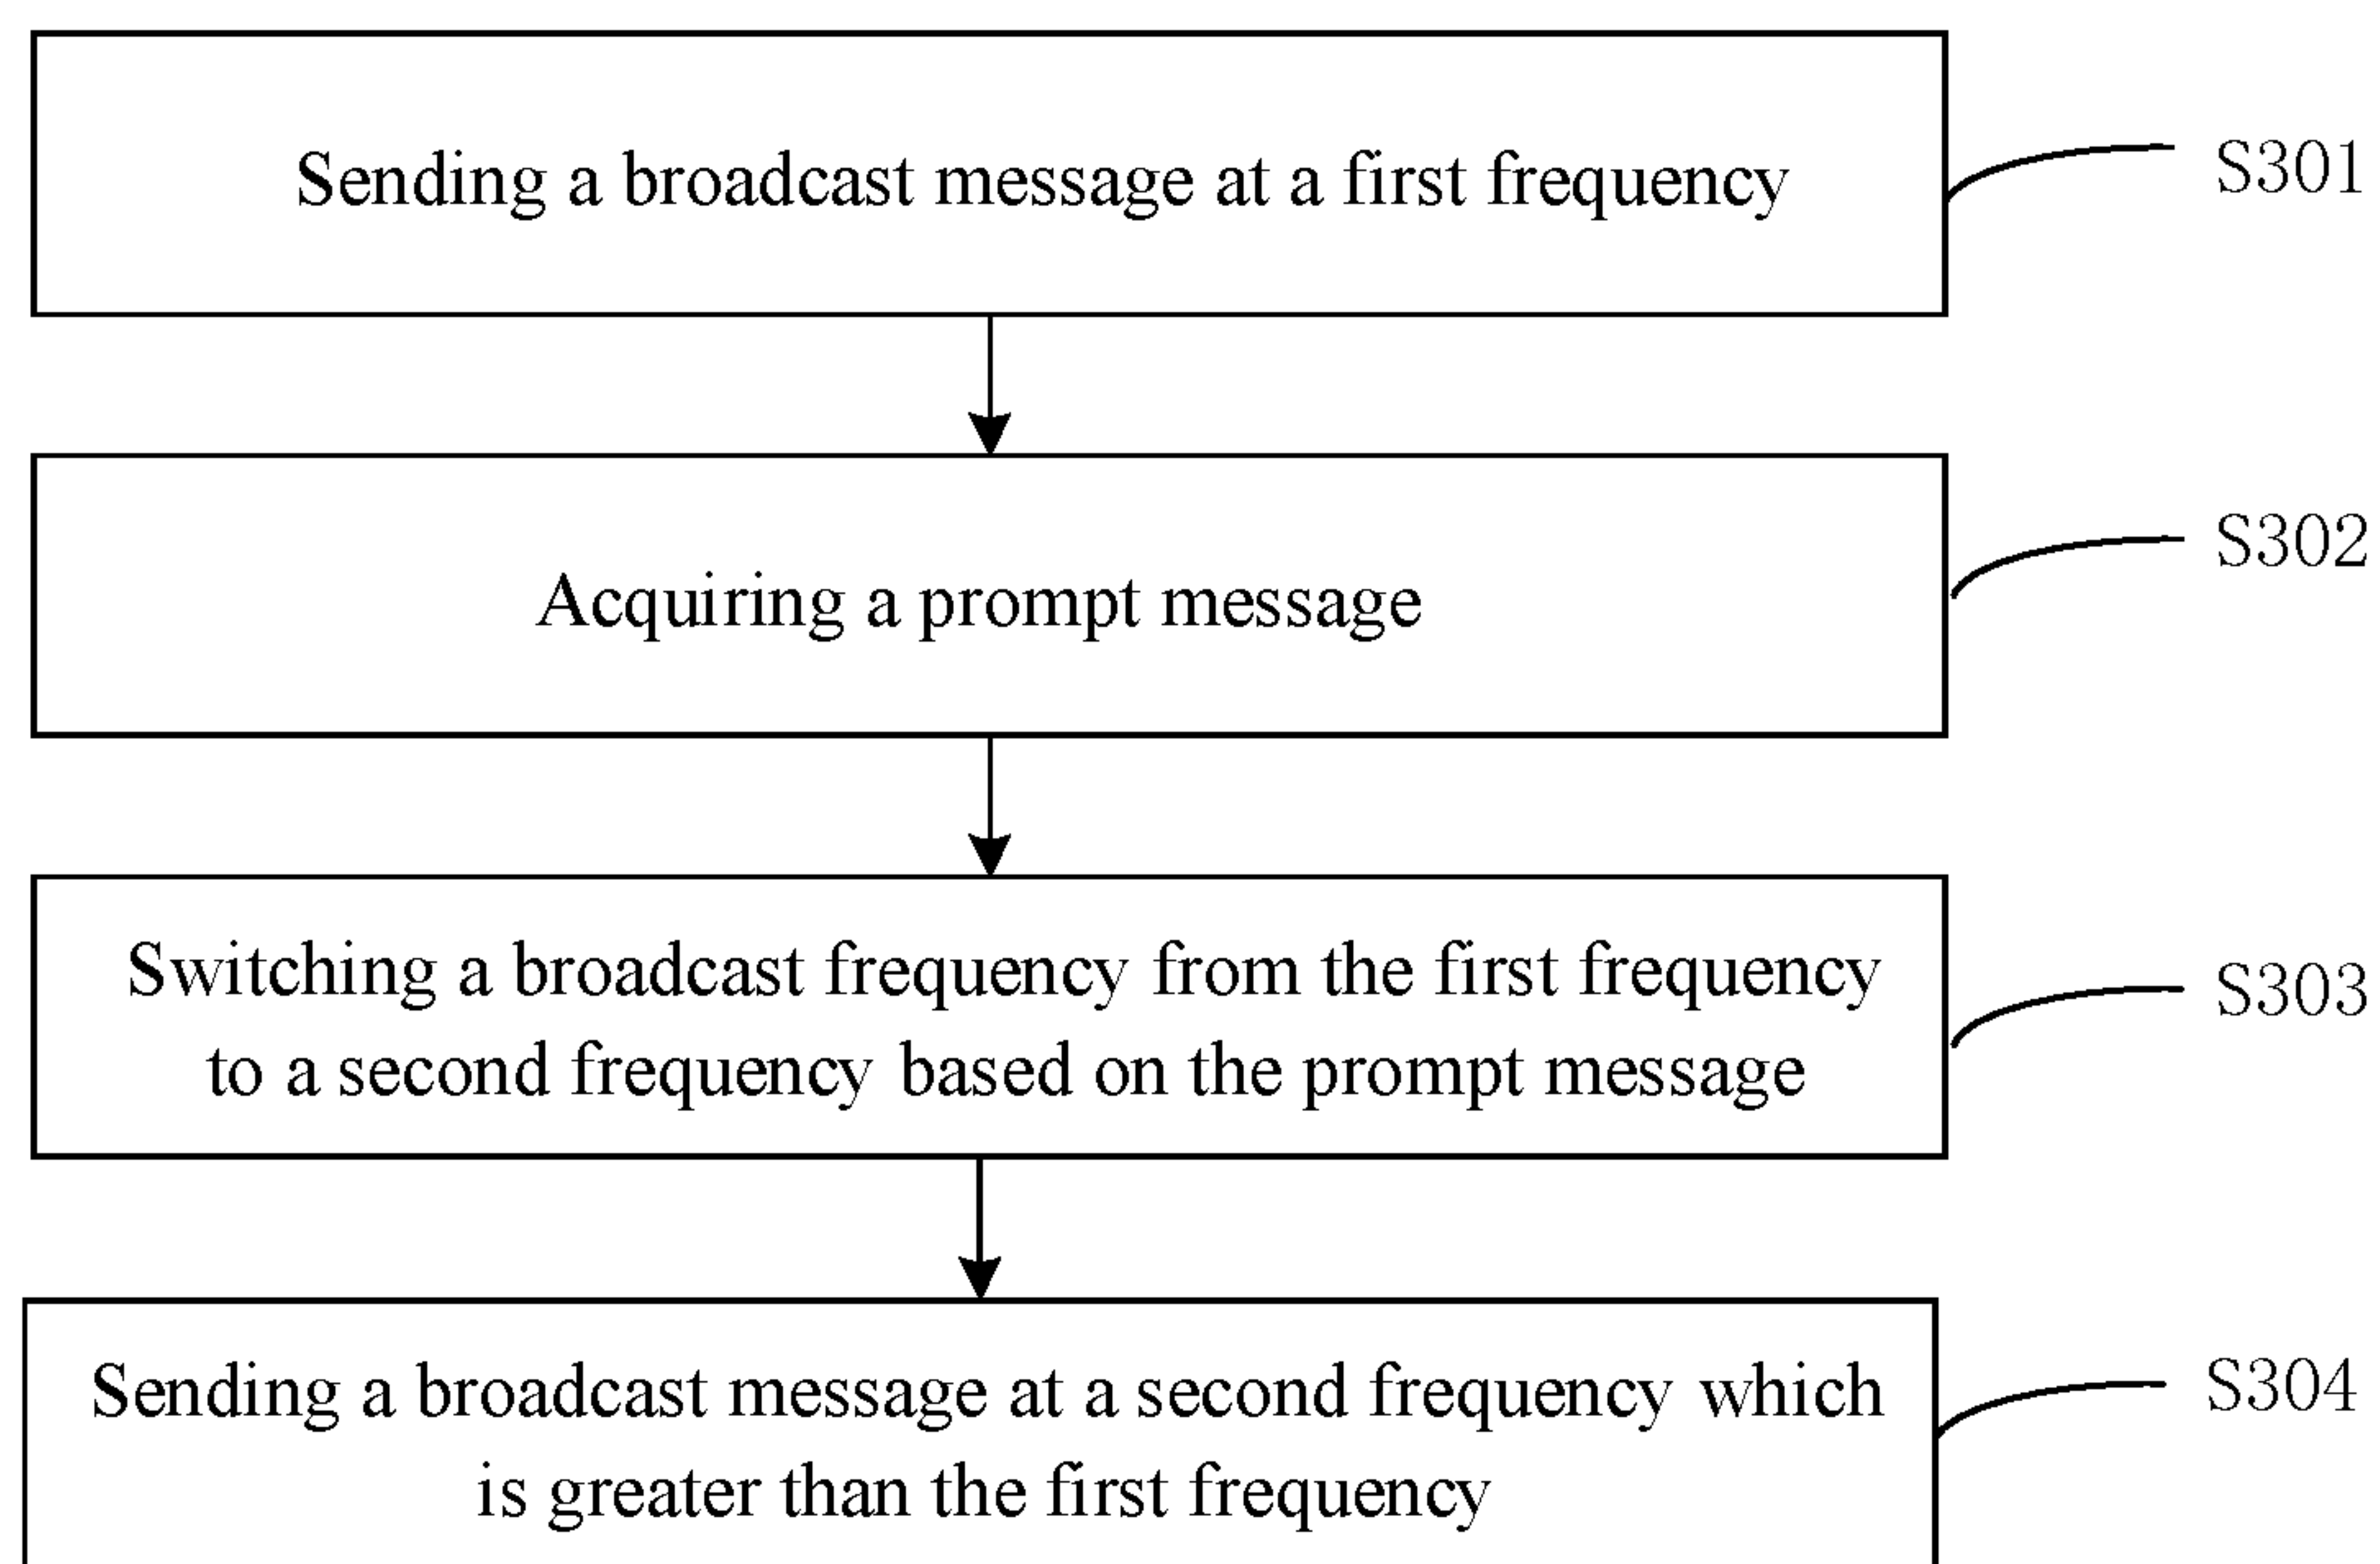 Sending a broadcast message at a first frequency
S301
Acquiring a prompt message
S302
Switching a broadcast frequency from the first frequency
to a second frequency based on the prompt message
S303
Sending a broadcast message at a second frequency which
is greater than the first frequency
S304